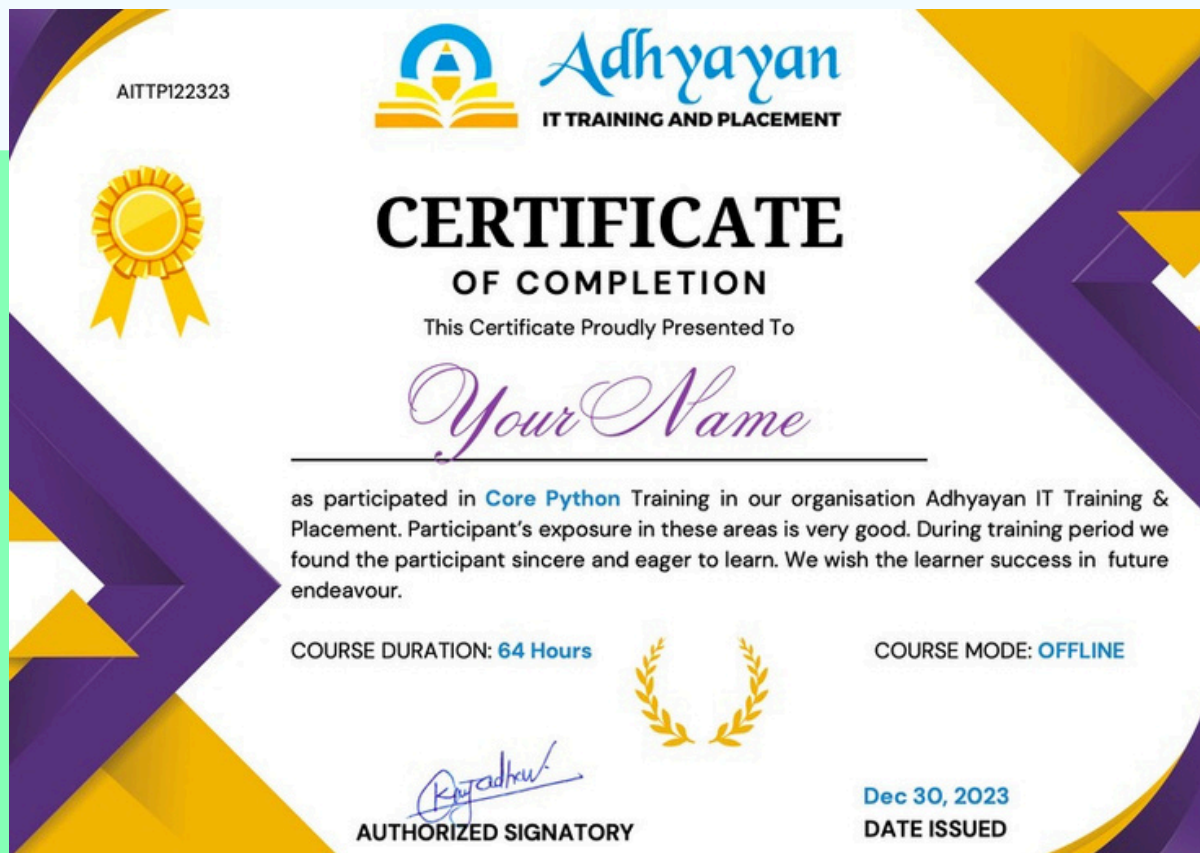 AITTP122323
Adhyayan
IT TRAINING AND PLACEMENT
CERTIFICATE
OF COMPLETION
This Certificate Proudly Presented To
Your Name
as participated in Core Python Training in our organisation Adhyayan IT Training &
Placement. Participant's exposure in these areas is very good. During training period we
found the participant sincere and eager to learn. We wish the learner success in future
endeavour.
COURSE DURATION: 64 Hours
COURSE MODE: OFFLINE
AUTHORIZED SIGNATORY
Dec 30, 2023
DATE ISSUED